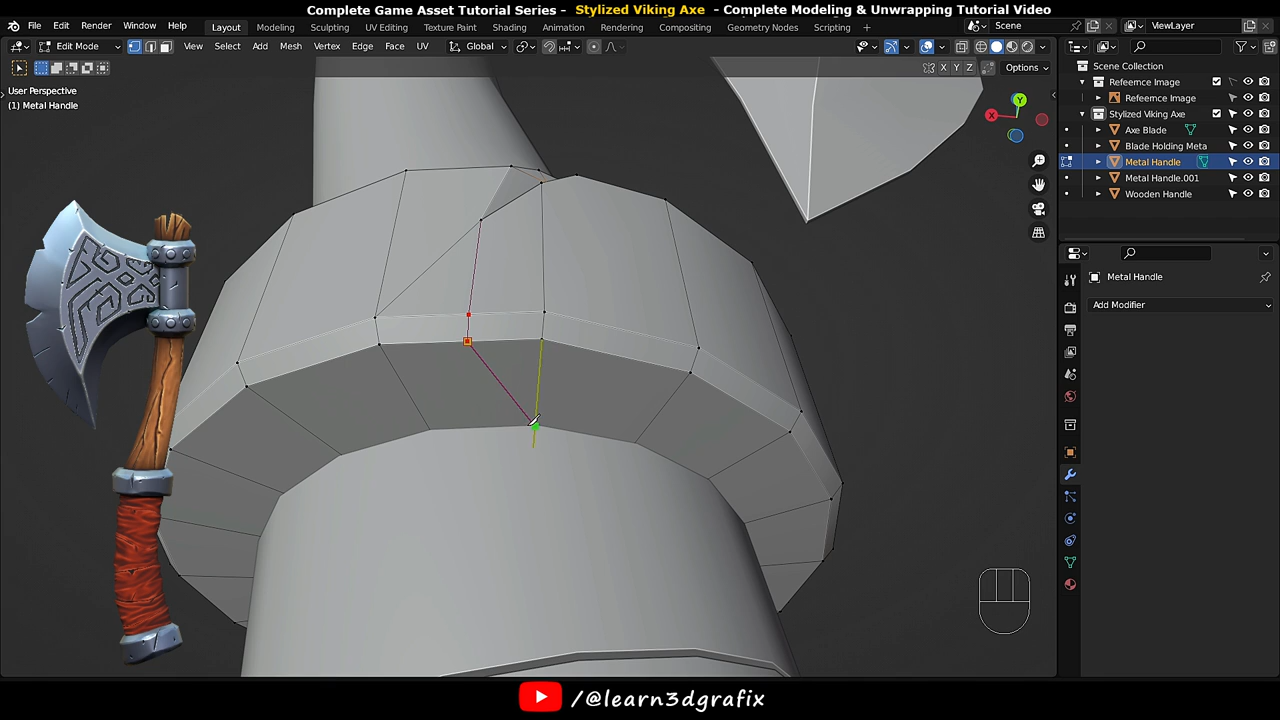 Complete Game Asset Tutorial Series - Stylized Viking Axe - Complete Modeling & Unwrapping Tutorial Video
File Edit Render Window Help Layout Modeling Sculpting UV Editing Texture Paint Shading Animation Rendering Compositing Geometry Nodes Scripting Scene ViewLayer
Edit Mode View Select Add Mesh Vertex Edge Face UV Global
X Y Z Options
User Perspective
(1) Metal Handle
Y
X
Scene Collection
Refeemce Image
Refeemce Image
Stylized Viking Axe
Axe Blade
Blade Holding Meta
Metal Handle
Metal Handle.001
Wooden Handle
Metal Handle
Add Modifier
/@learn3dgrafix